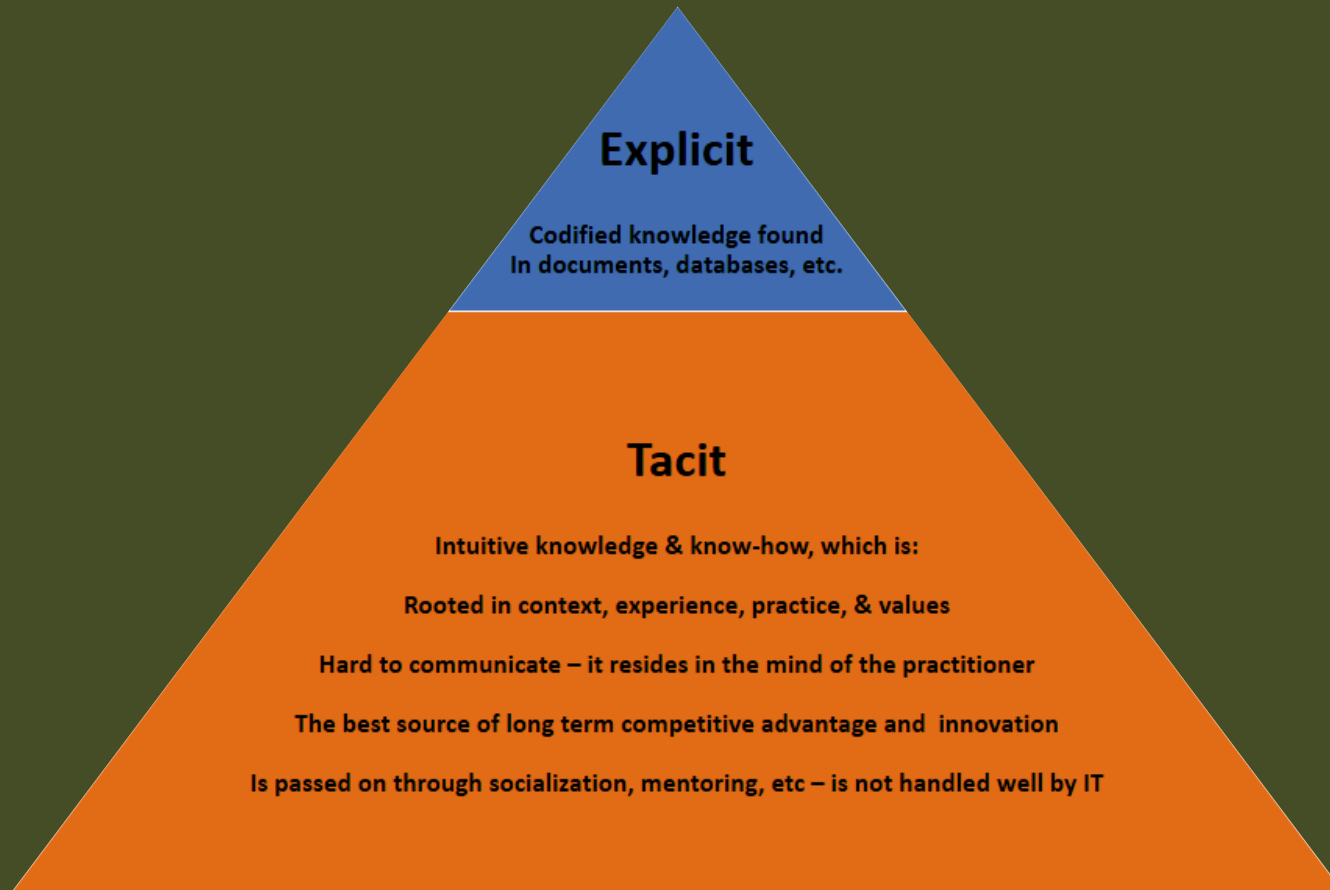 Explicit
Codified knowledge found
In documents, databases, etc.
Tacit
Intuitive knowledge & know-how, which is:
Rooted in context, experience, practice, & values
Hard to communicate – it resides in the mind of the practitioner
The best source of long term competitive advantage and  innovation
Is passed on through socialization, mentoring, etc – is not handled well by IT